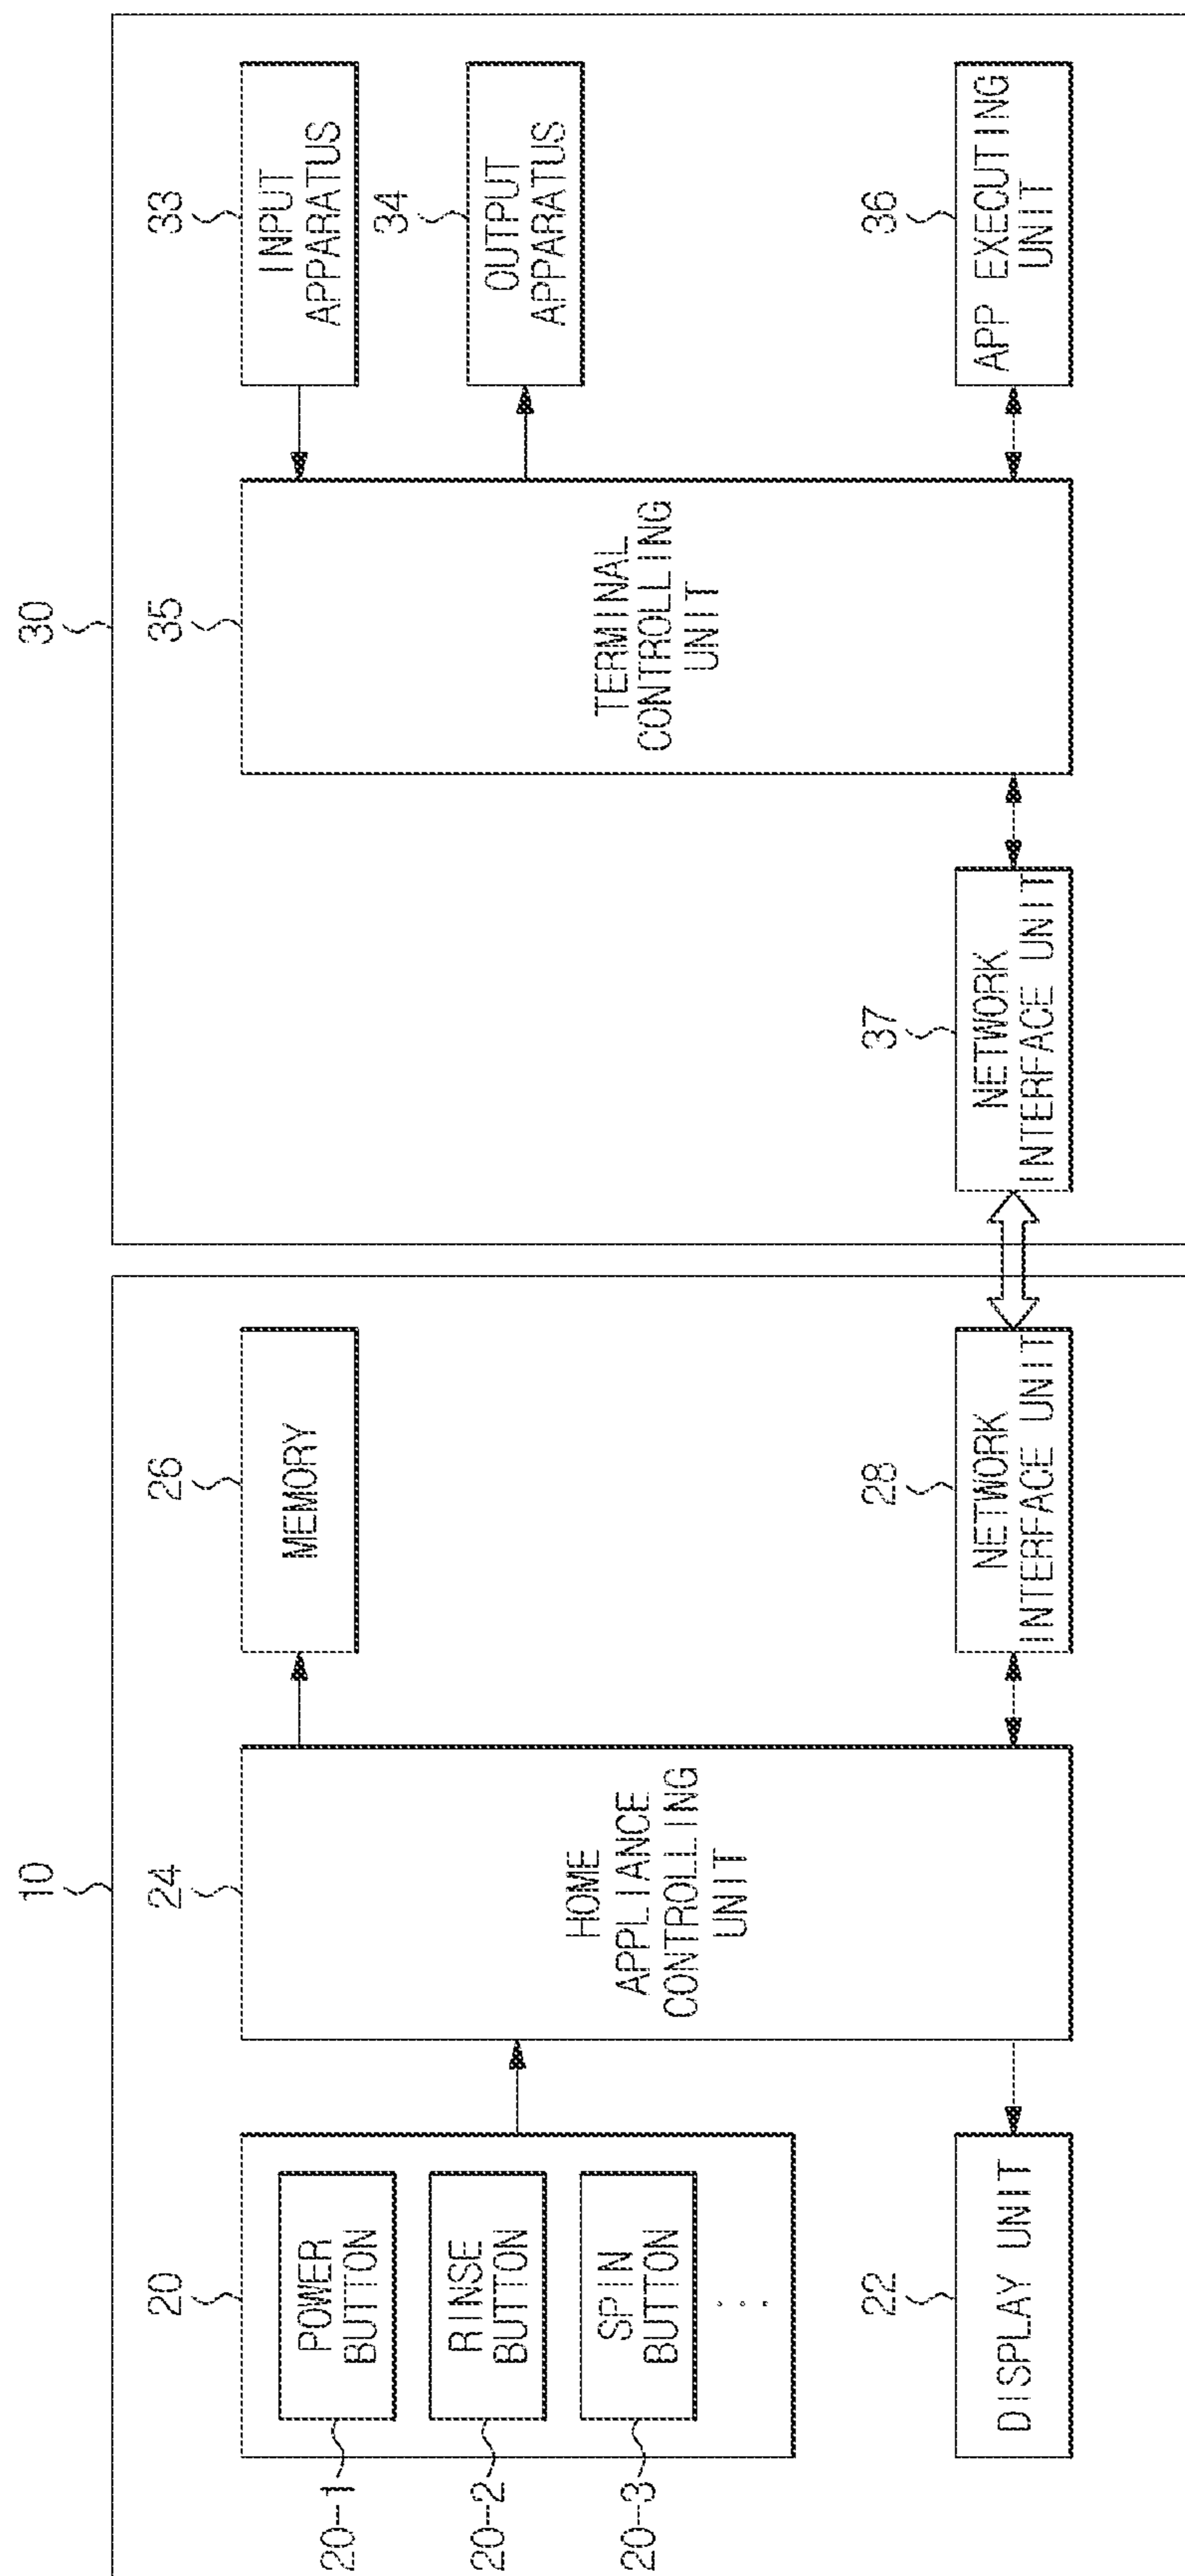 10
20
20-1
POWER
BUTTON
20-2
RINSE
BUTTON
20-3
SPIN
BUTTON
22
DISPLAY UNIT
24
HOME
APPLIANCE
CONTROLLING
UNIT
26
MEMORY
28
NETWORK
INTERFACE UNIT
30
37
NETWORK
INTERFACE UNIT
35
TERMINAL
CONTROLLING
UNIT
33
INPUT
APPARATUS
34
OUTPUT
APPARATUS
36
APP EXECUTING
UNIT